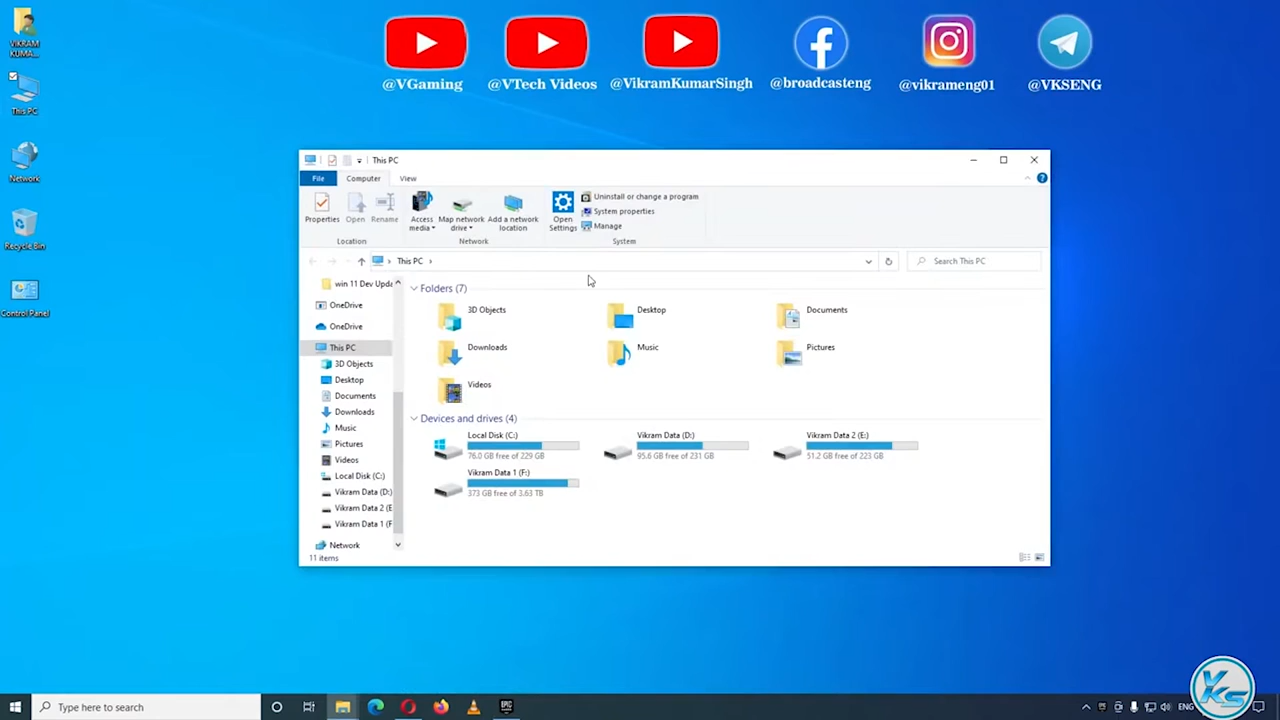 @VGaming
@VTech Videos
@VikramKumarSingh
@broadcasteng
@vikrameng01
@VKSENG
VIKRAM
KUMA...
This PC
Network
Recycle Bin
Control Panel
This PC
File
Computer
View
Properties
Open
Rename
Access
media
Map network
drive
Add a network
location
Open
Settings
Uninstall or change a program
System properties
Manage
Location
Network
System
This PC
Search This PC
win 11 Dev Upda
OneDrive
OneDrive
This PC
3D Objects
Desktop
Documents
Downloads
Music
Pictures
Videos
Local Disk (C:)
Vikram Data (D:)
Vikram Data 2 (E
Vikram Data 1 (F
Network
Folders (7)
3D Objects
Desktop
Documents
Downloads
Music
Pictures
Videos
Devices and drives (4)
Local Disk (C:)
76.0 GB free of 229 GB
Vikram Data (D:)
95.6 GB free of 231 GB
Vikram Data 2 (E:)
51.2 GB free of 223 GB
Vikram Data 1 (F:)
373 GB free of 3.63 TB
11 items
Type here to search
EPIC
ENG
KS